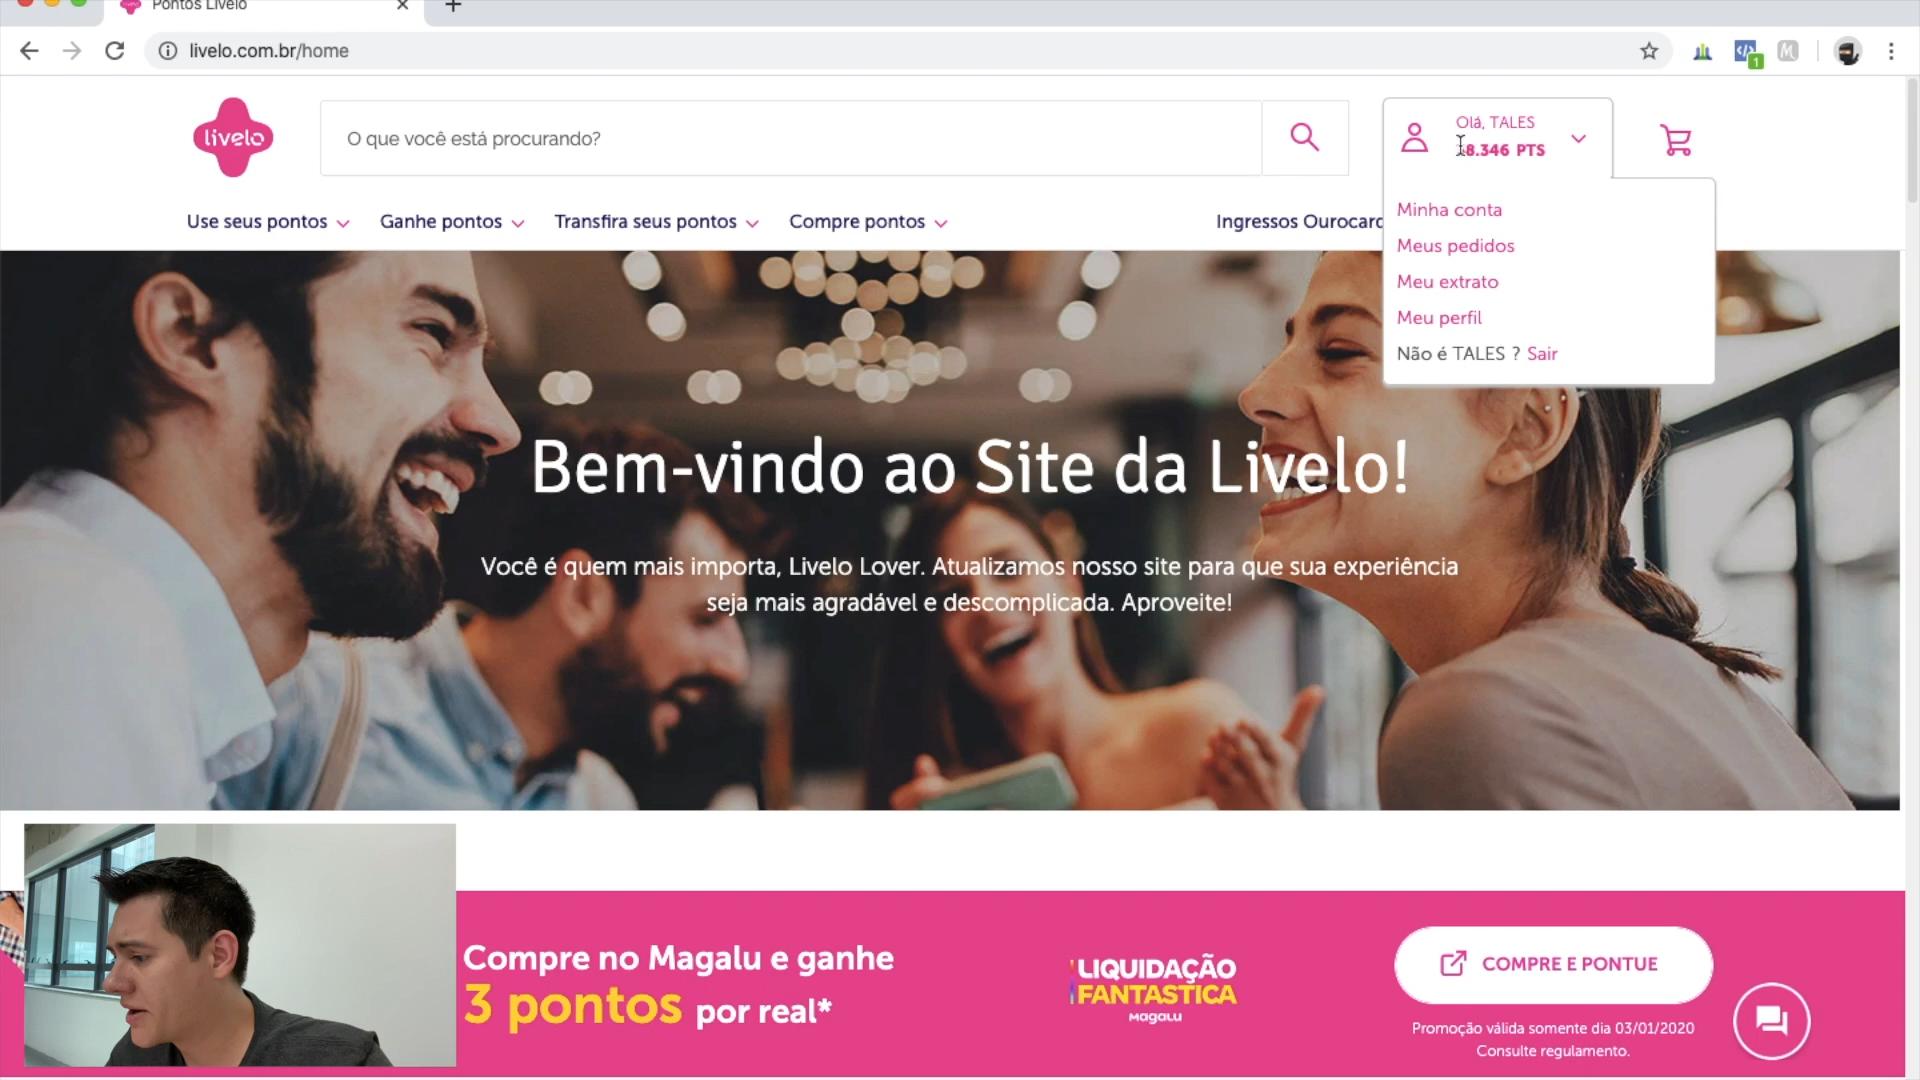 Pontos Livelo
livelo.com.br/home
1
livelo
O que você está procurando?
Olá, TALES
8.346 PTS
Use seus pontos
Ganhe pontos
Transfira seus pontos
Compre pontos
Ingressos Ourocard
Minha conta
Meus pedidos
Meu extrato
Meu perfil
Não é TALES ? Sair
Bem-vindo ao Site da Livelo!
Você é quem mais importa, Livelo Lover. Atualizamos nosso site para que sua experiência
seja mais agradável e descomplicada. Aproveite!
Compre no Magalu e ganhe
3 pontos por real*
LIQUIDAÇÃO
FANTASTICA
Magalu
COMPRE E PONTUE
Promoção válida somente dia 03/01/2020
Consulte regulamento.